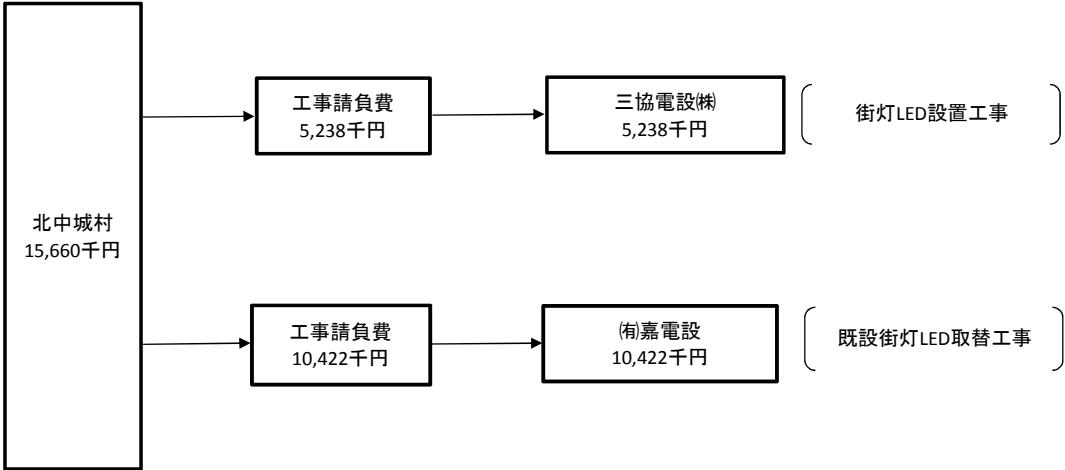 北中城村
15,660千円
工事請負費
5,238千円
三協電設㈱
5,238千円
街灯LED設置工事
工事請負費
10,422千円
㈲嘉電設
10,422千円
既設街灯LED取替工事